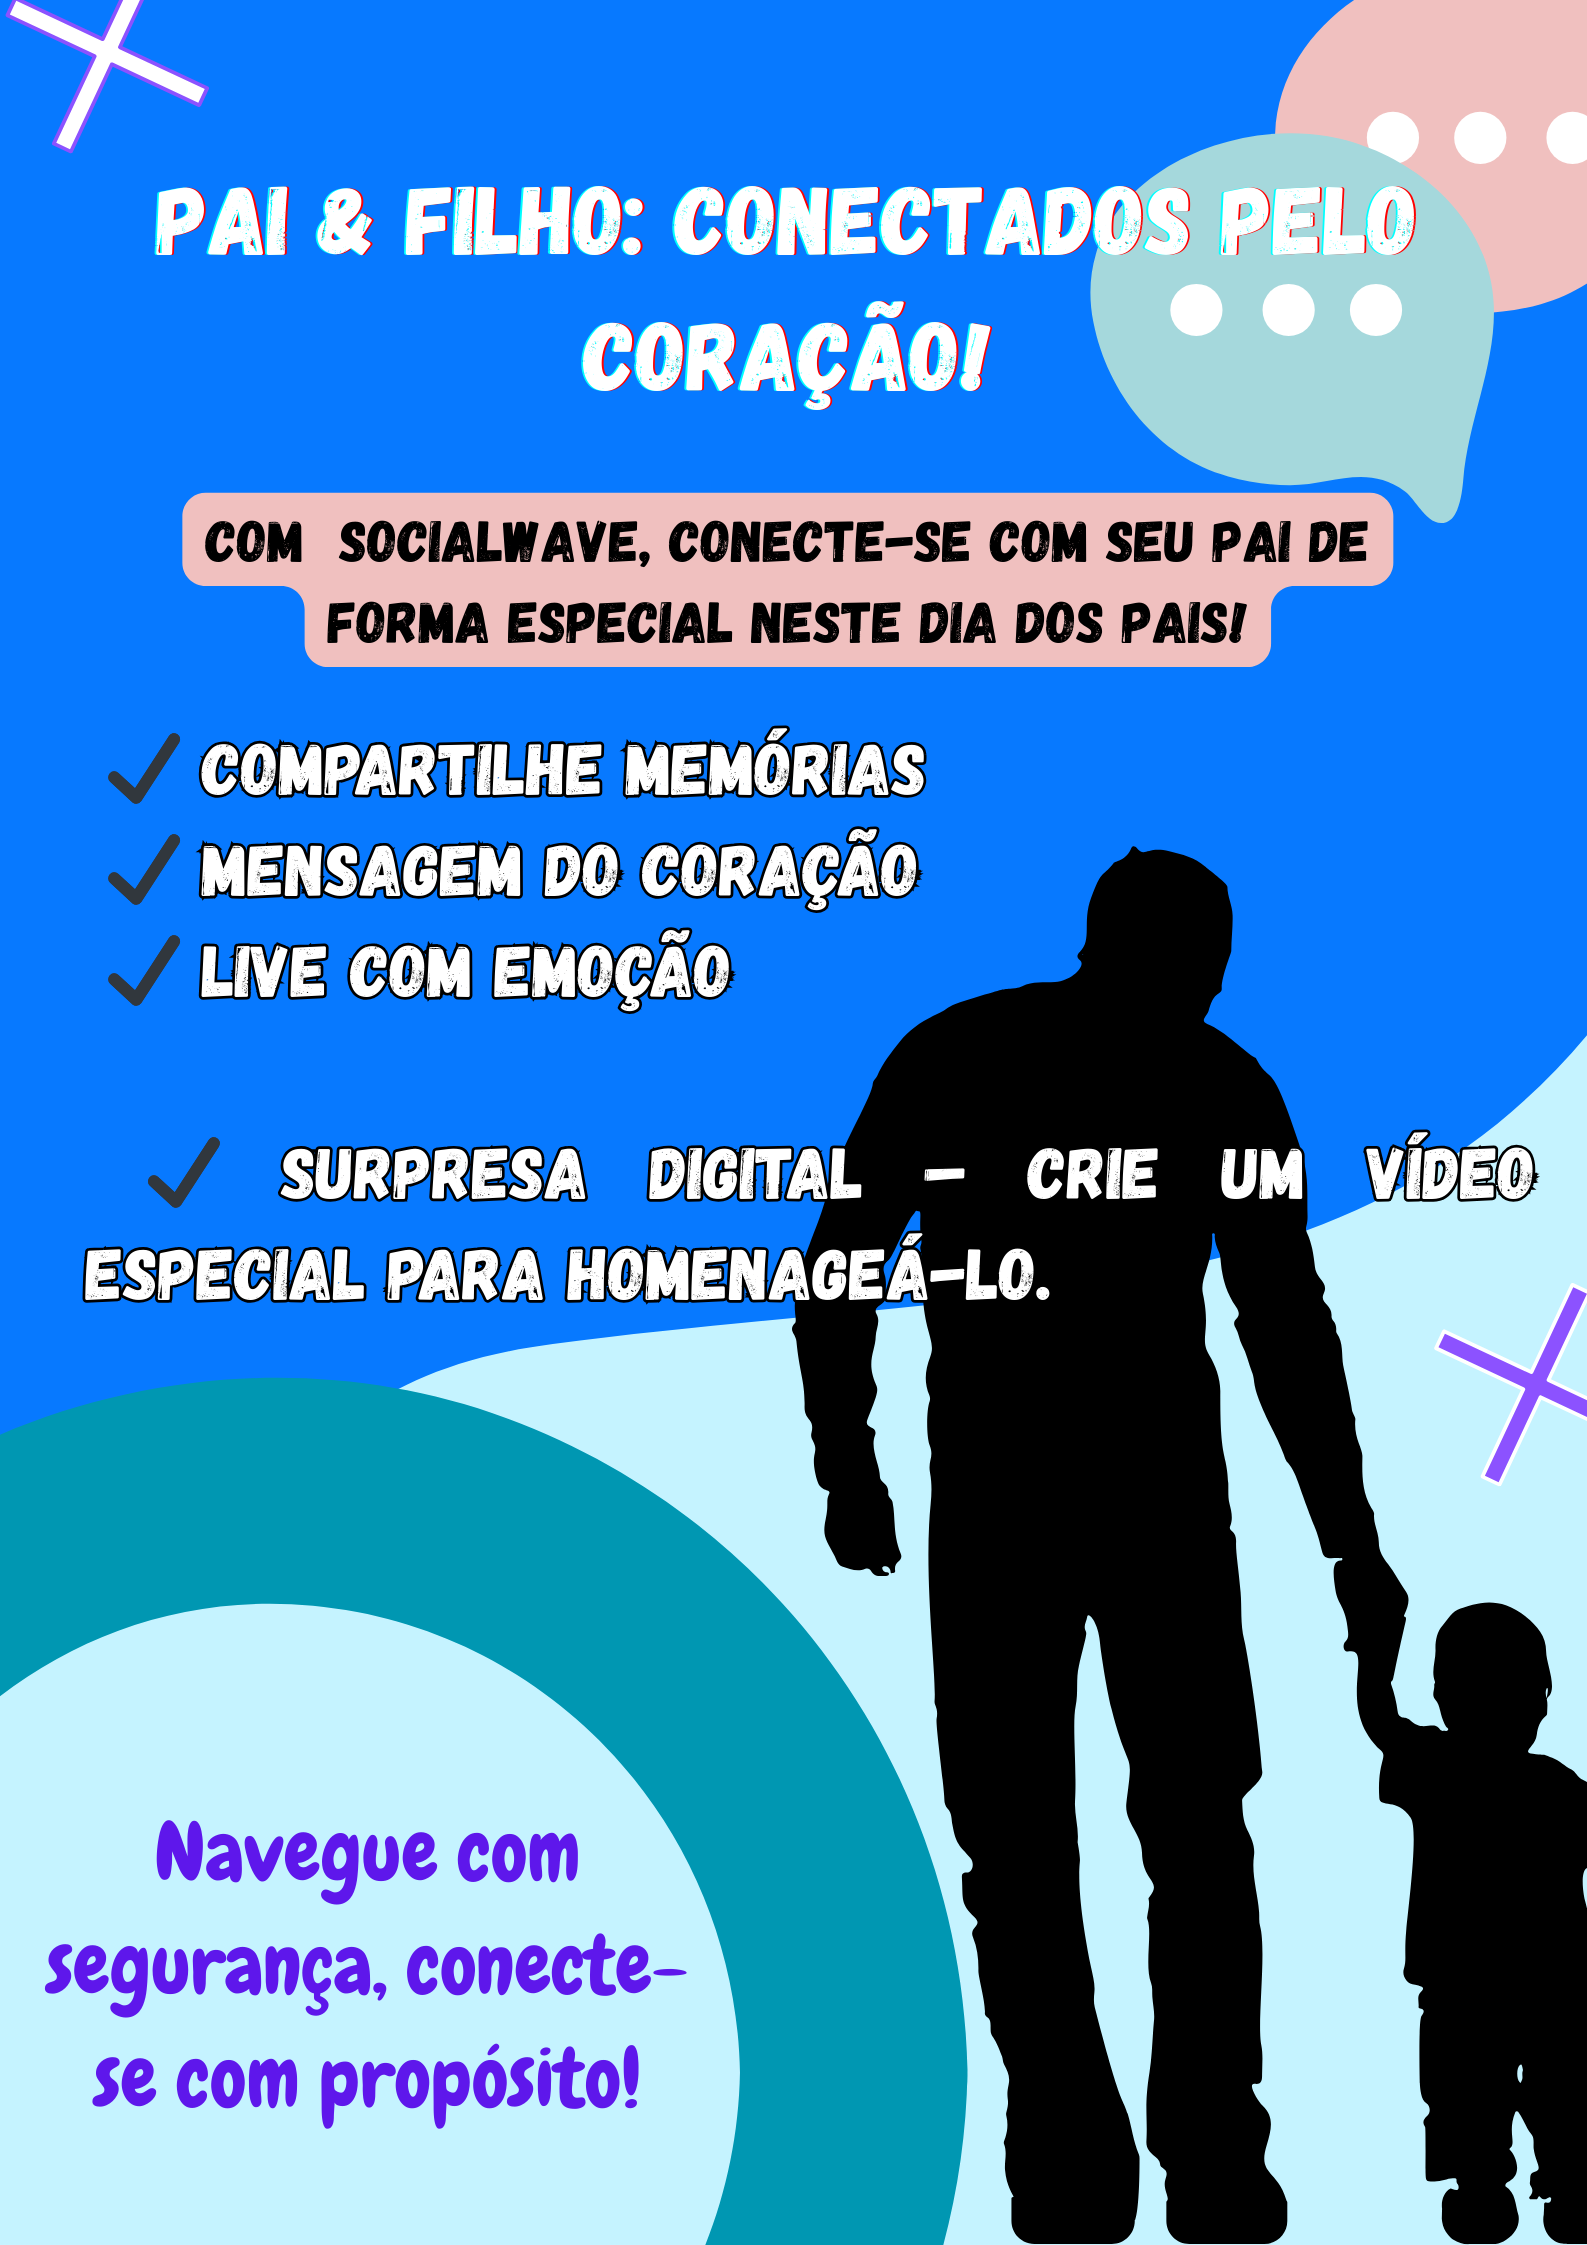 PAI & FILHO: CONECTADOS PELO
CORAÇÃO!
COM SOCIALWAVE, CONECTE-SE COM SEU PAI DE
FORMA ESPECIAL NESTE DIA DOS PAIS!
✓ COMPARTILHE MEMÓRIAS
✓ MENSAGEM DO CORAÇÃO
✓ LIVE COM EMOÇÃO
✓ SURPRESA DIGITAL – CRIE UM VÍDEO
ESPECIAL PARA HOMENAGEÁ-LO.
Navegue com
segurança, conecte-
se com propósito!